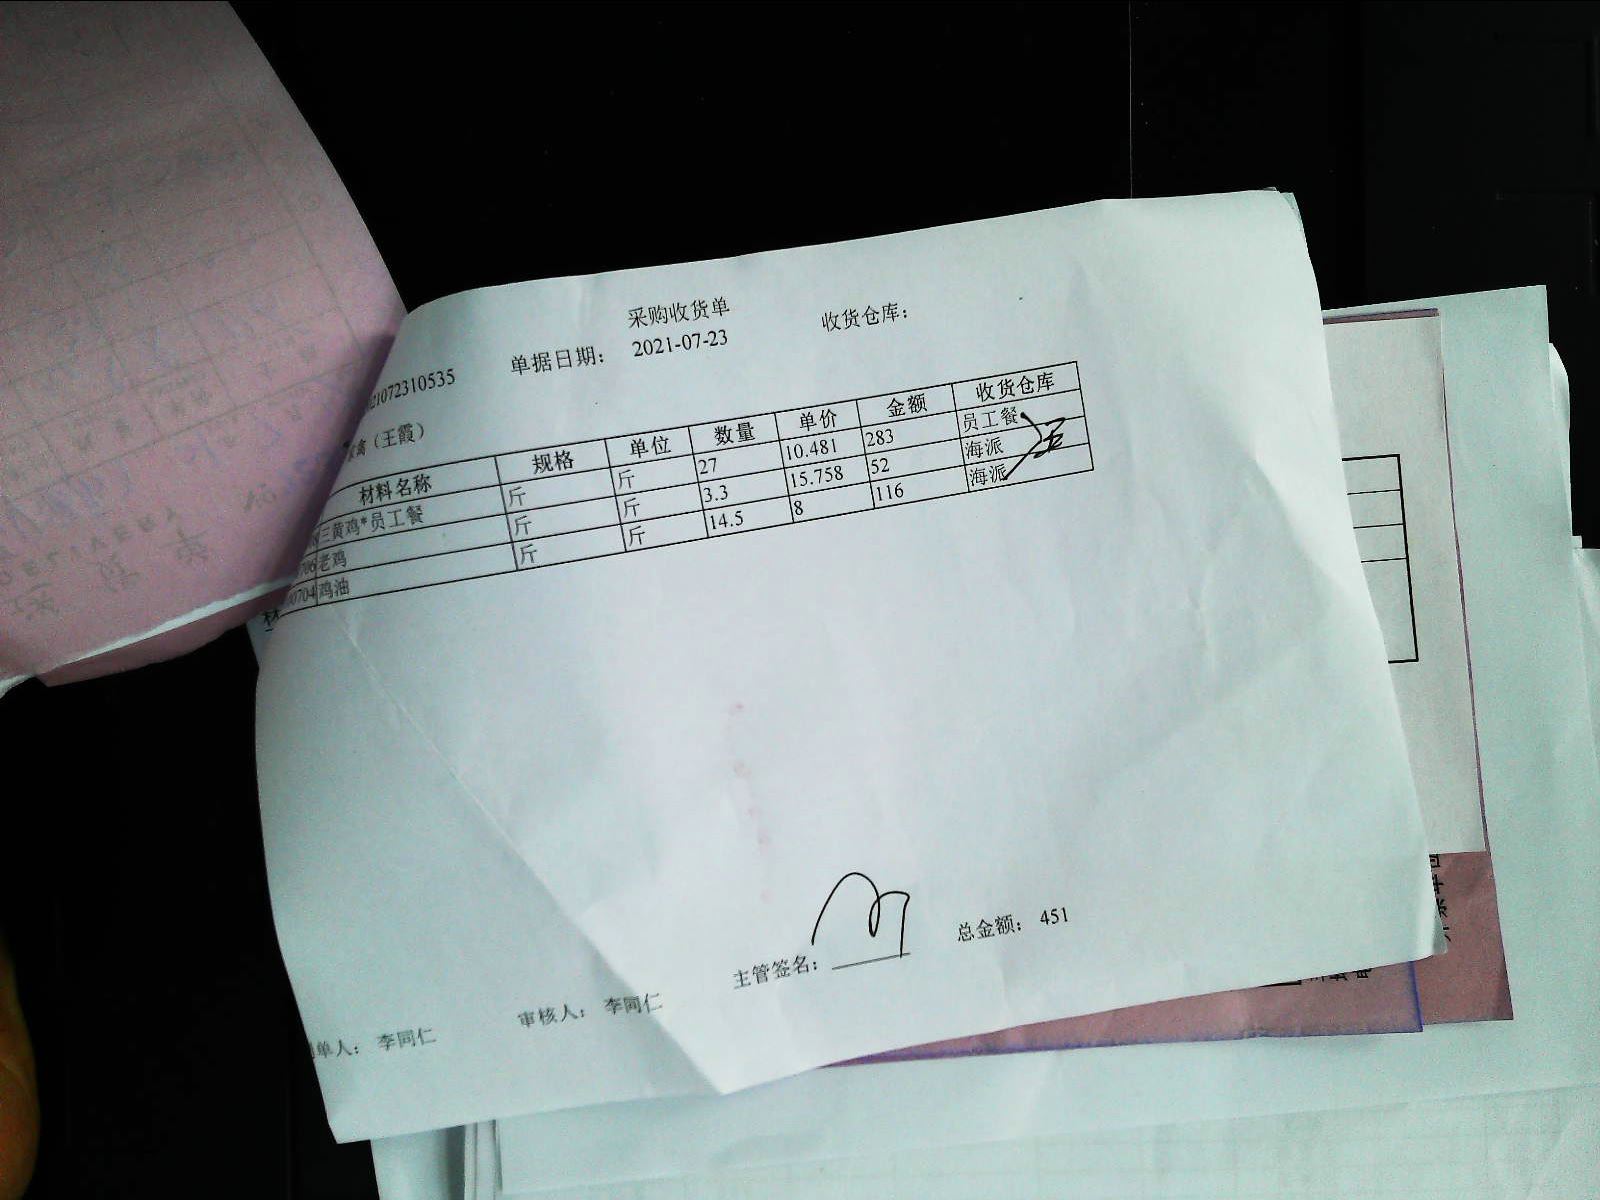 采购收货单
单据日期： 2021-07-23 收货仓库：
21072310535
禽（王霞）
材料名称 规格 单位 数量 单价 金额 收货仓库
三黄鸡*员工餐 斤 斤 27 10.481 283 员工餐
706 老鸡 斤 斤 3.3 15.758 52 海派
0704 鸡油 斤 斤 14.5 8 116 海派
单人： 李同仁 审核人： 李同仁 主管签名： 总金额： 451